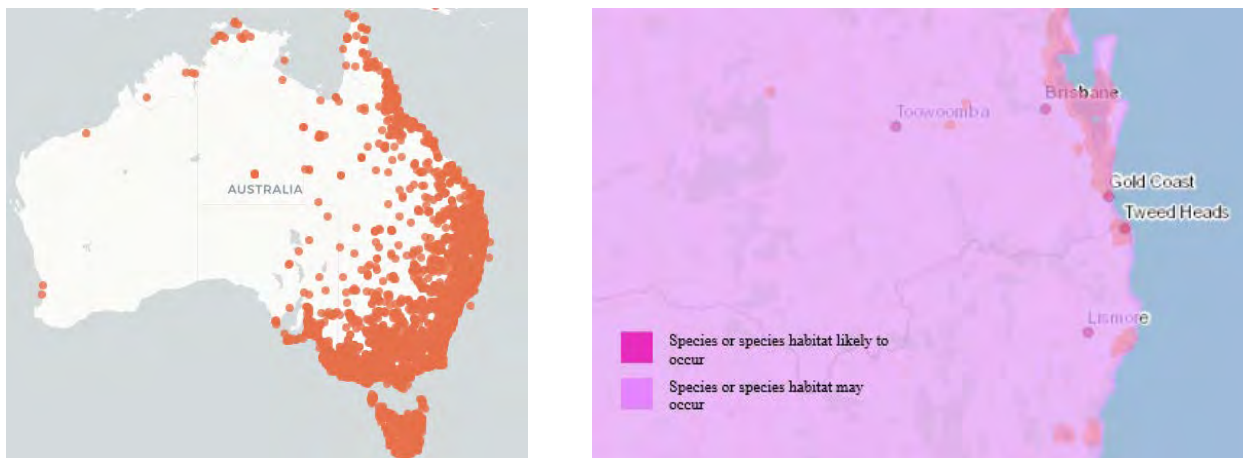 AUSTRALIA
Brisbane
Toowoomba
Gold Coast
Tweed Heads
Lismore
Species or species habitat likely to
occur
Species or species habitat may
occur